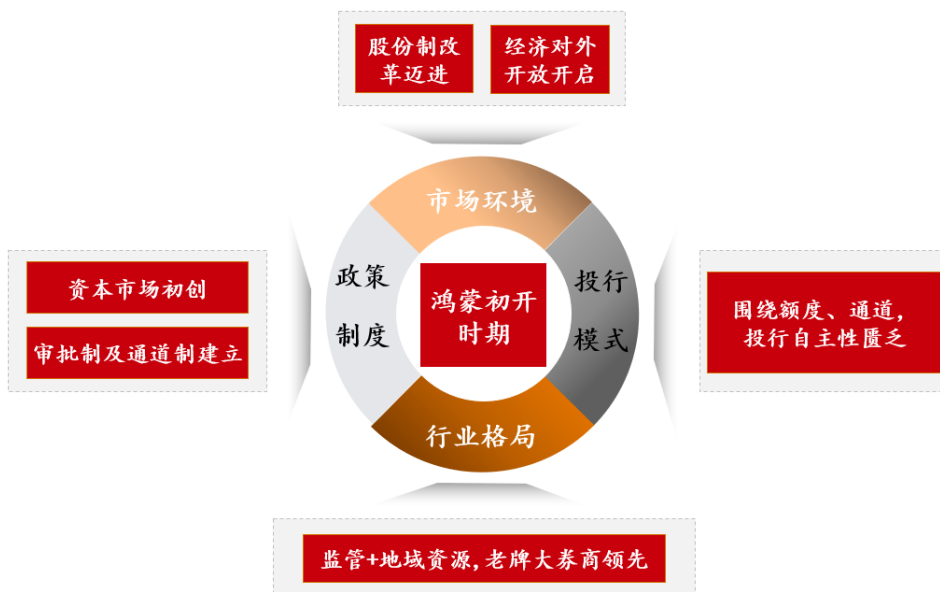 股份制改
革迈进
经济对外
开放开启
市场环境
资本市场初创
审批制及通道制建立
政策
制度
鸿蒙初开
时期
投行
模式
围绕额度、通道，
投行自主性匮乏
行业格局
监管+地域资源,老牌大券商领先